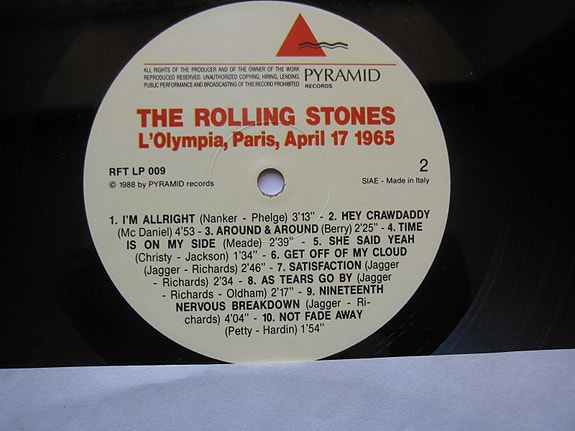 ALL RIGHTS OF THE PRODUCER AND OF THE OWNER OF THE WORK
REPRODUCED RESERVED. UNAUTHORIZED COPYING, HIRING, LENDING,
PUBLIC PERFORMANCE AND BROADCASTING OF THIS RECORD PROHIBITED.
PYRAMID
RECORDS
THE ROLLING STONES
L'Olympia, Paris, April 17 1965
RFT LP 009
2
© 1988 by PYRAMID records
SIAE - Made in Italy
1. I'M ALLRIGHT (Nanker - Phelge) 3'13" - 2. HEY CRAWDADDY
(Mc Daniel) 4'53 - 3. AROUND & AROUND (Berry) 2'25" - 4. TIME
IS ON MY SIDE (Meade) 2'39" - 5. SHE SAID YEAH
(Christy - Jackson) 1'34" - 6. GET OFF OF MY CLOUD
(Jagger - Richards) 2'46" - 7. SATISFACTION (Jagger
- Richards) 2'34 - 8. AS TEARS GO BY (Jagger
- Richards - Oldham) 2'17" - 9. NINETEENTH
NERVOUS BREAKDOWN (Jagger - Ri-
chards) 4'04" - 10. NOT FADE AWAY
(Petty - Hardin) 1'54"